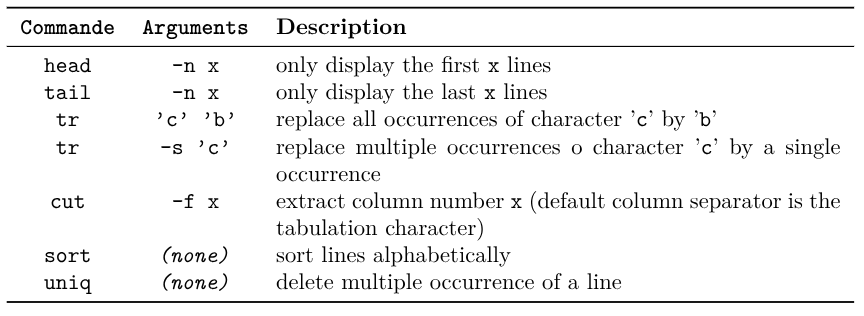 Commande Arguments Description
head -n x only display the first x lines
tail -n x only display the last x lines
tr 'c' 'b' replace all occurrences of character 'c' by 'b'
tr -s 'c' replace multiple occurrences o character 'c' by a single
occurrence
cut -f x extract column number x (default column separator is the
tabulation character)
sort (none) sort lines alphabetically
uniq (none) delete multiple occurrence of a line